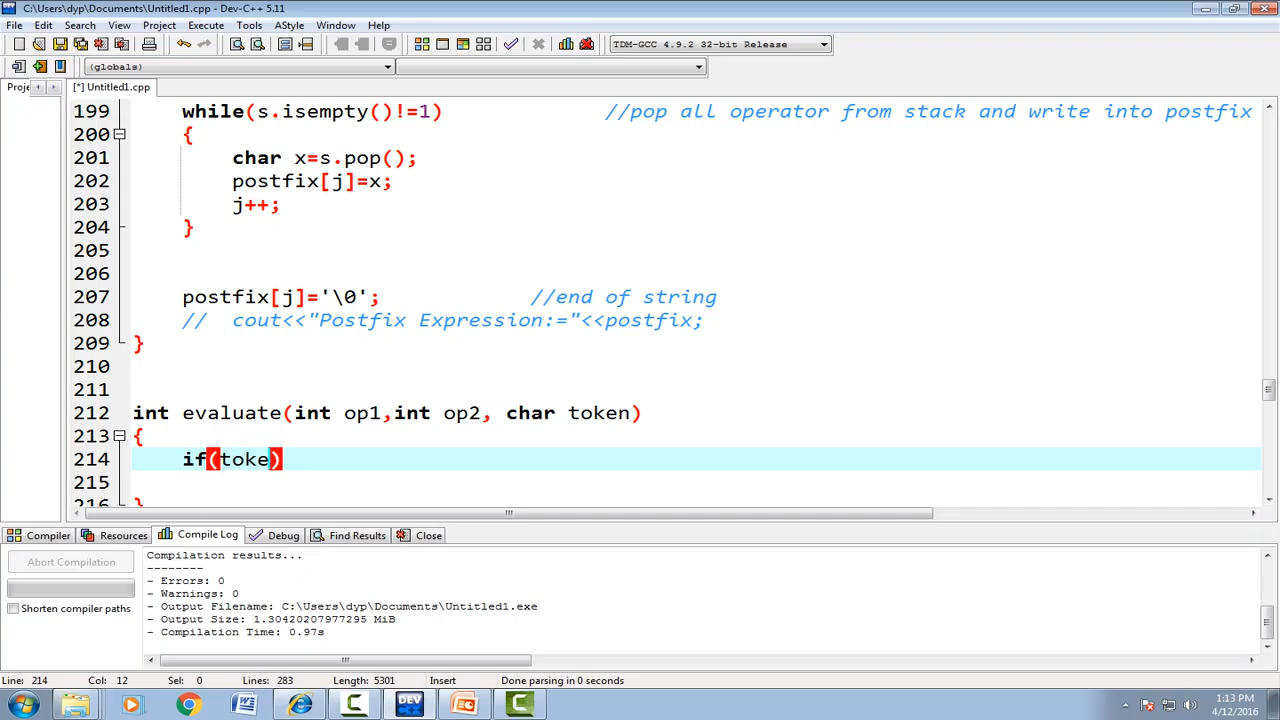 C:\Users\dyp\Documents\Untitled1.cpp - Dev-C++ 5.11
File Edit Search View Project Execute Tools AStyle Window Help
TDM-GCC 4.9.2 32-bit Release
(globals)
Proje
[*] Untitled1.cpp
199 while(s.isempty()!=1) //pop all operator from stack and write into postfix
200 {
201 char x=s.pop();
202 postfix[j]=x;
203 j++;
204 }
205
206
207 postfix[j]='\0'; //end of string
208 // cout<<"Postfix Expression:="<<postfix;
209 }
210
211
212 int evaluate(int op1,int op2, char token)
213 {
214 if(toke)
215
216 }
Compiler Resources Compile Log Debug Find Results Close
Abort Compilation
Shorten compiler paths
Compilation results...
--------
- Errors: 0
- Warnings: 0
- Output Filename: C:\Users\dyp\Documents\Untitled1.exe
- Output Size: 1.30420207977295 MiB
- Compilation Time: 0.97s
Line: 214 Col: 12 Sel: 0 Lines: 283 Length: 5301 Insert Done parsing in 0 seconds
DEV
1:13 PM
4/12/2016